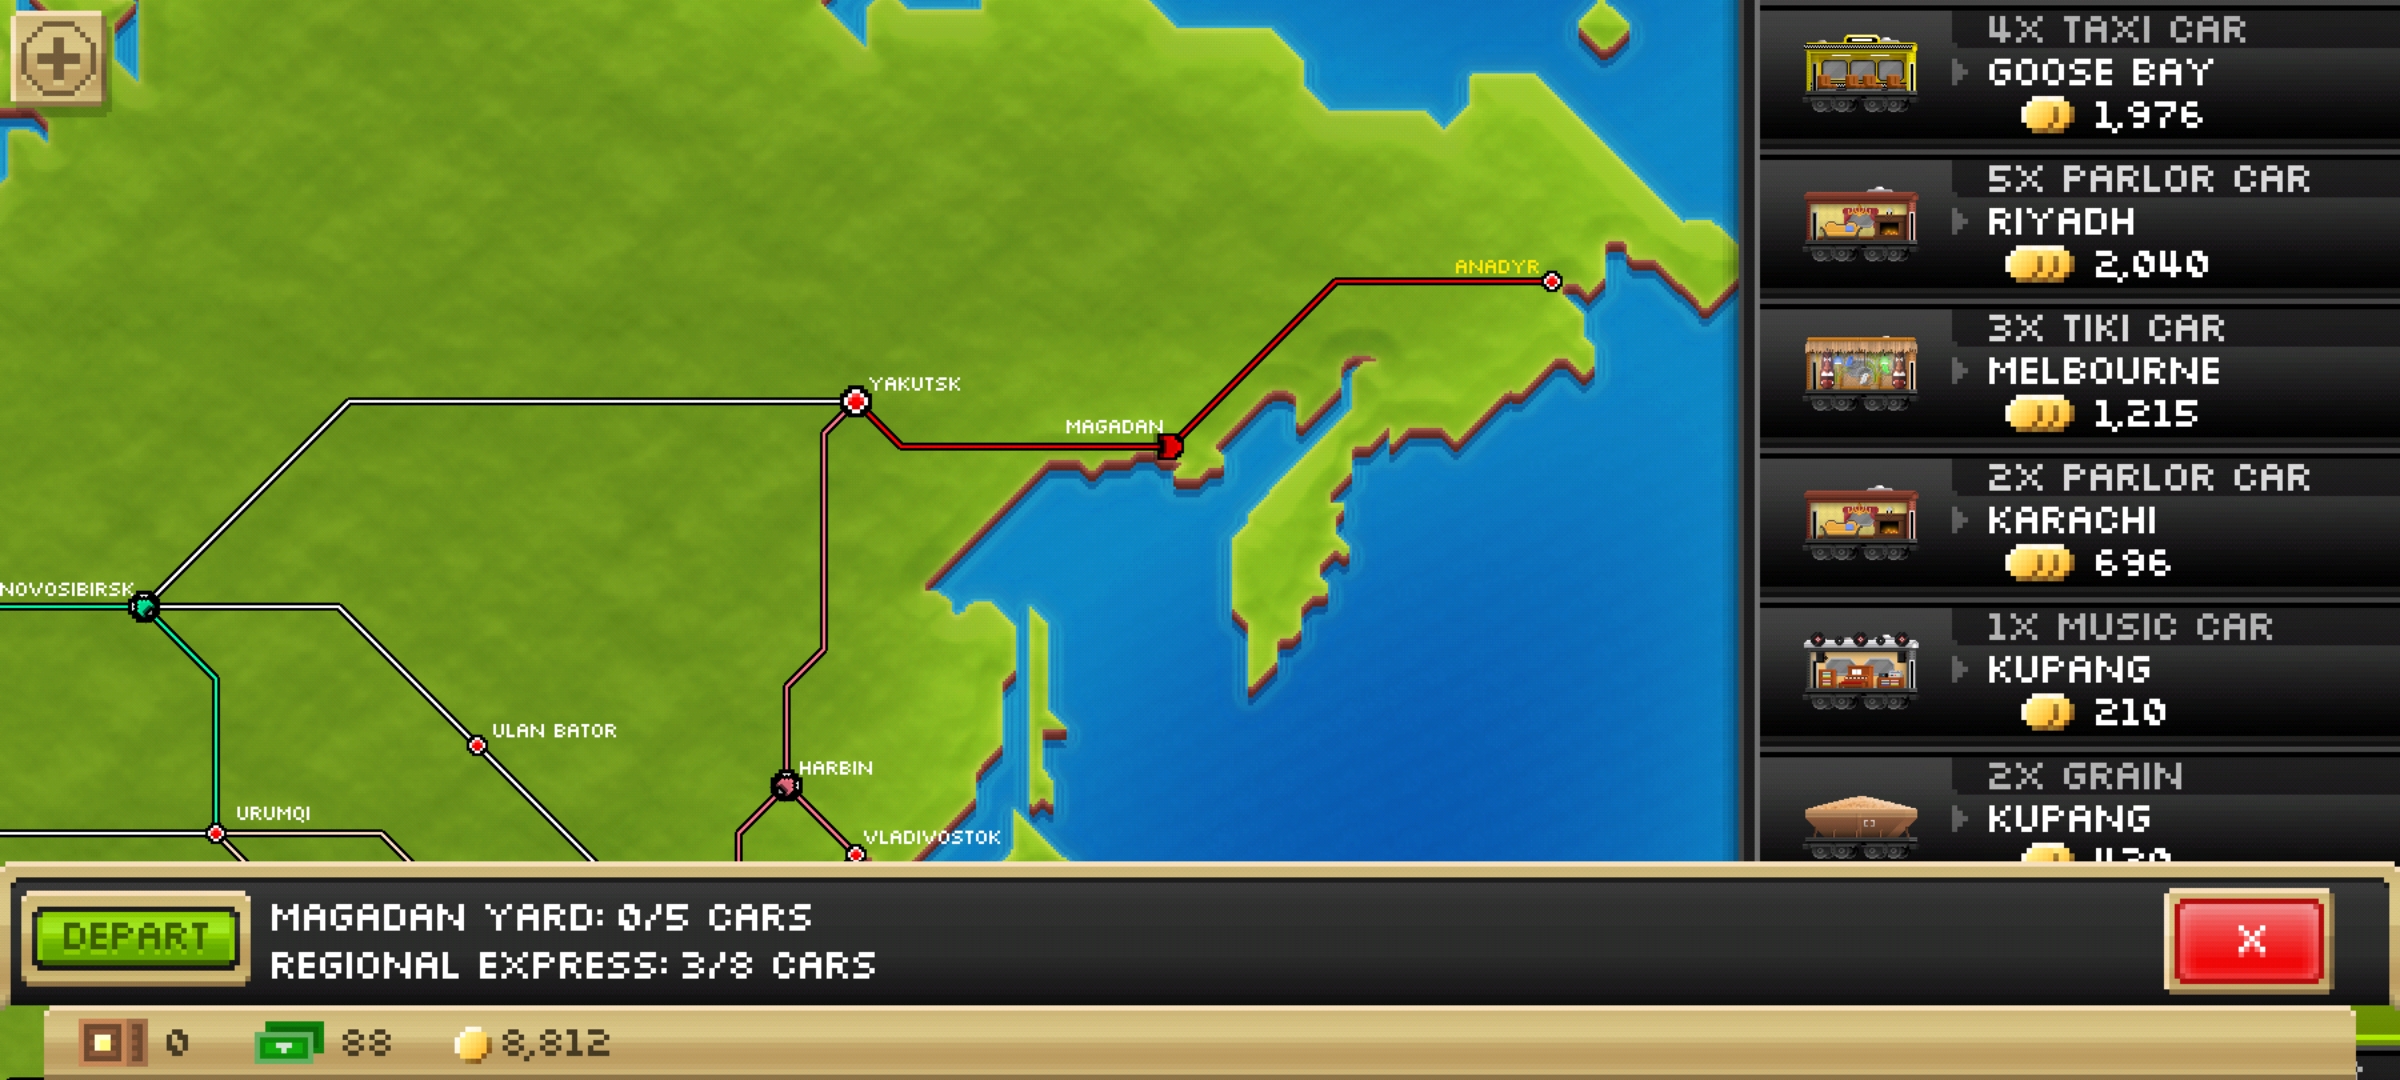 4X TAXI CAR
GOOSE BAY
1,976
5X PARLOR CAR
RIYADH
2,040
3X TIKI CAR
MELBOURNE
1,215
2X PARLOR CAR
KARACHI
696
1X MUSIC CAR
KUPANG
210
2X GRAIN
KUPANG
420
ANADYR
YAKUTSK
MAGADAN
NOVOSIBIRSK
ULAN BATOR
HARBIN
URUMQI
VLADIVOSTOK
DEPART
MAGADAN YARD: 0/5 CARS
REGIONAL EXPRESS: 3/8 CARS
X
0
88
8,812